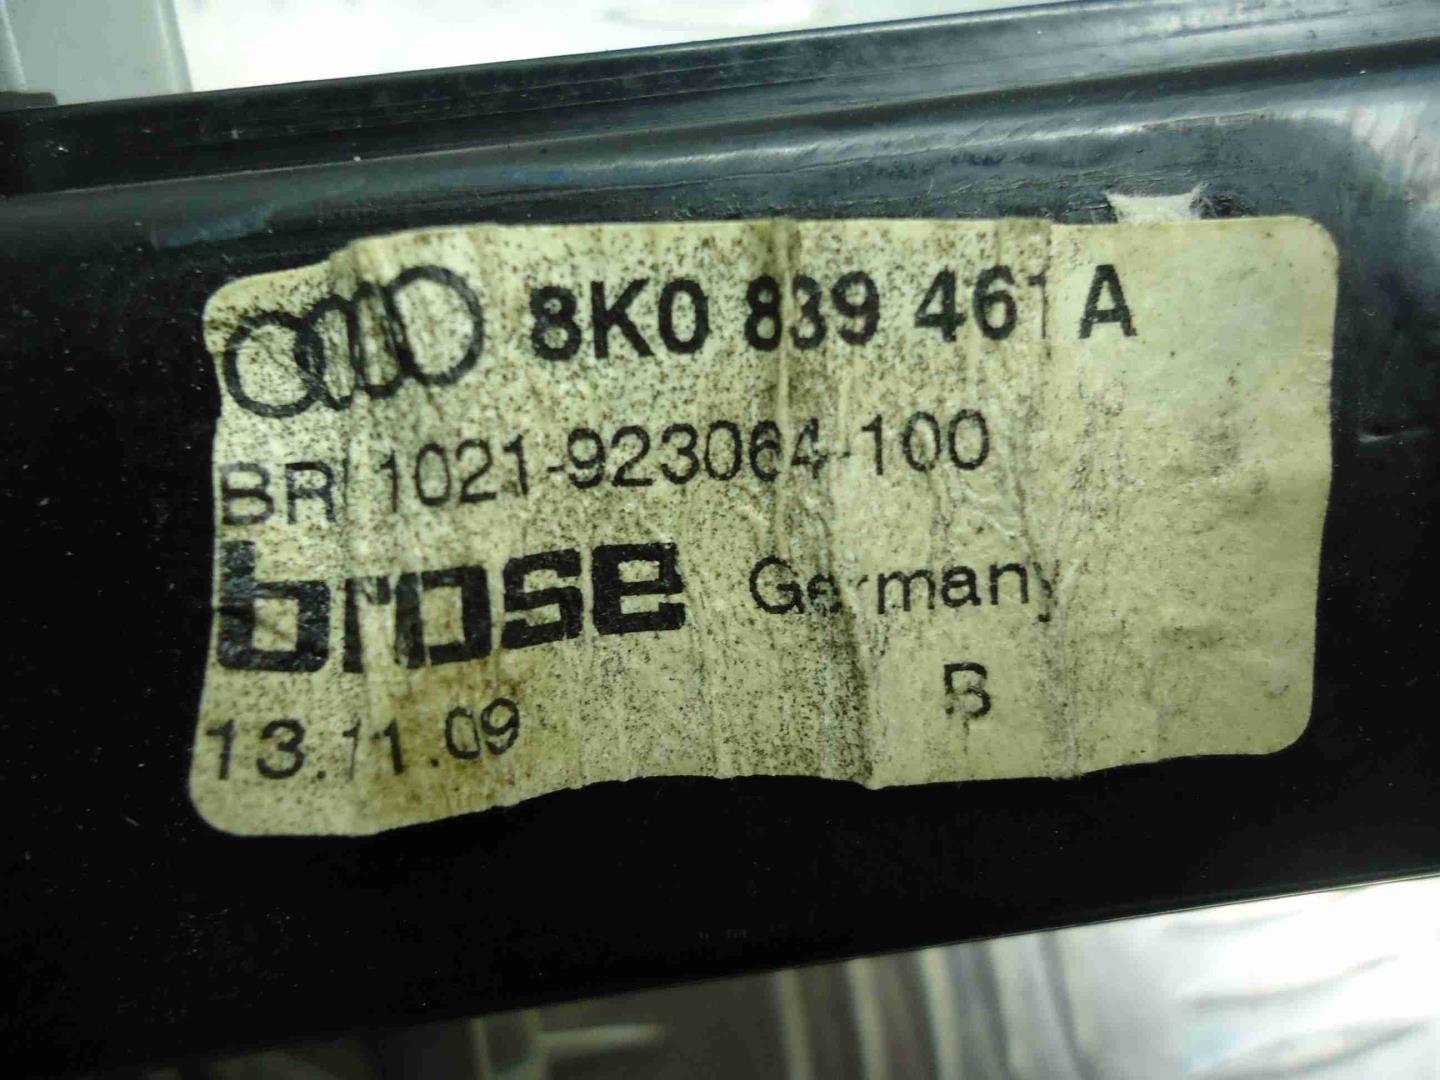 8K0 839 461 A
BR 1021-923064-100
brose Germany
B
13.11.09